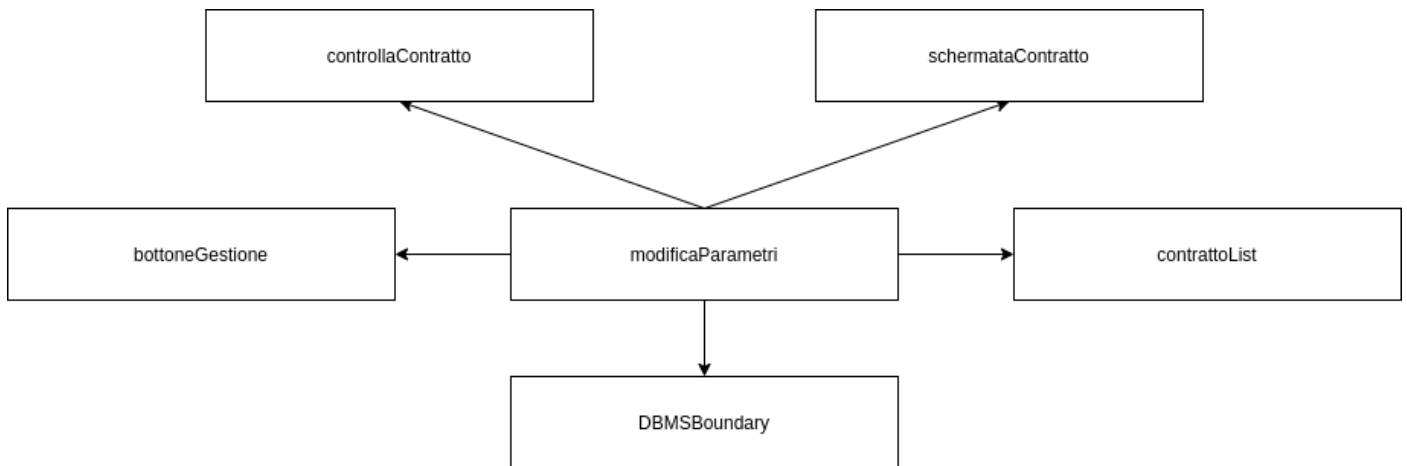 controllaContratto
schermataContratto
bottoneGestione
modificaParametri
contrattoList
DBMSBoundary